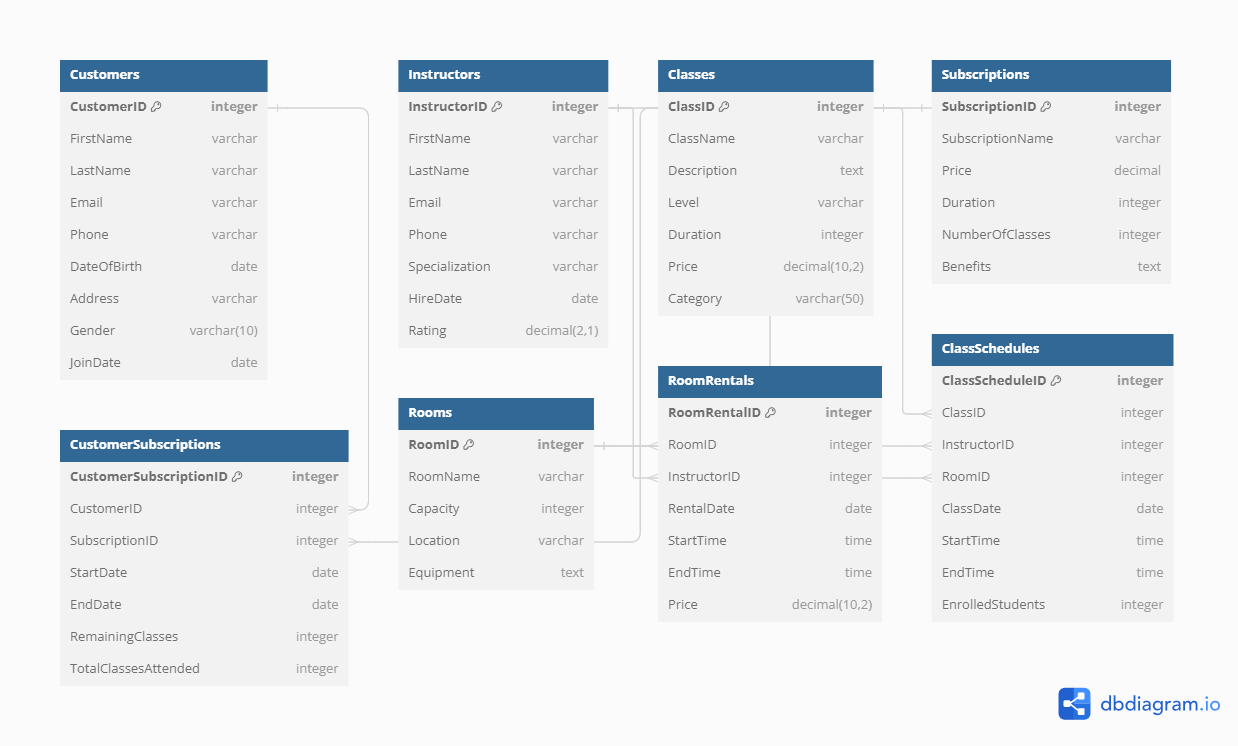 Customers
CustomerID integer
FirstName varchar
LastName varchar
Email varchar
Phone varchar
DateOfBirth date
Address varchar
Gender varchar(10)
JoinDate date
Instructors
InstructorID integer
FirstName varchar
LastName varchar
Email varchar
Phone varchar
Specialization varchar
HireDate date
Rating decimal(2,1)
Classes
ClassID integer
ClassName varchar
Description text
Level varchar
Duration integer
Price decimal(10,2)
Category varchar(50)
Subscriptions
SubscriptionID integer
SubscriptionName varchar
Price decimal
Duration integer
NumberOfClasses integer
Benefits text
CustomerSubscriptions
CustomerSubscriptionID integer
CustomerID integer
SubscriptionID integer
StartDate date
EndDate date
RemainingClasses integer
TotalClassesAttended integer
Rooms
RoomID integer
RoomName varchar
Capacity integer
Location varchar
Equipment text
RoomRentals
RoomRentalID integer
RoomID integer
InstructorID integer
RentalDate date
StartTime time
EndTime time
Price decimal(10,2)
ClassSchedules
ClassScheduleID integer
ClassID integer
InstructorID integer
RoomID integer
ClassDate date
StartTime time
EndTime time
EnrolledStudents integer
dbdiagram.io